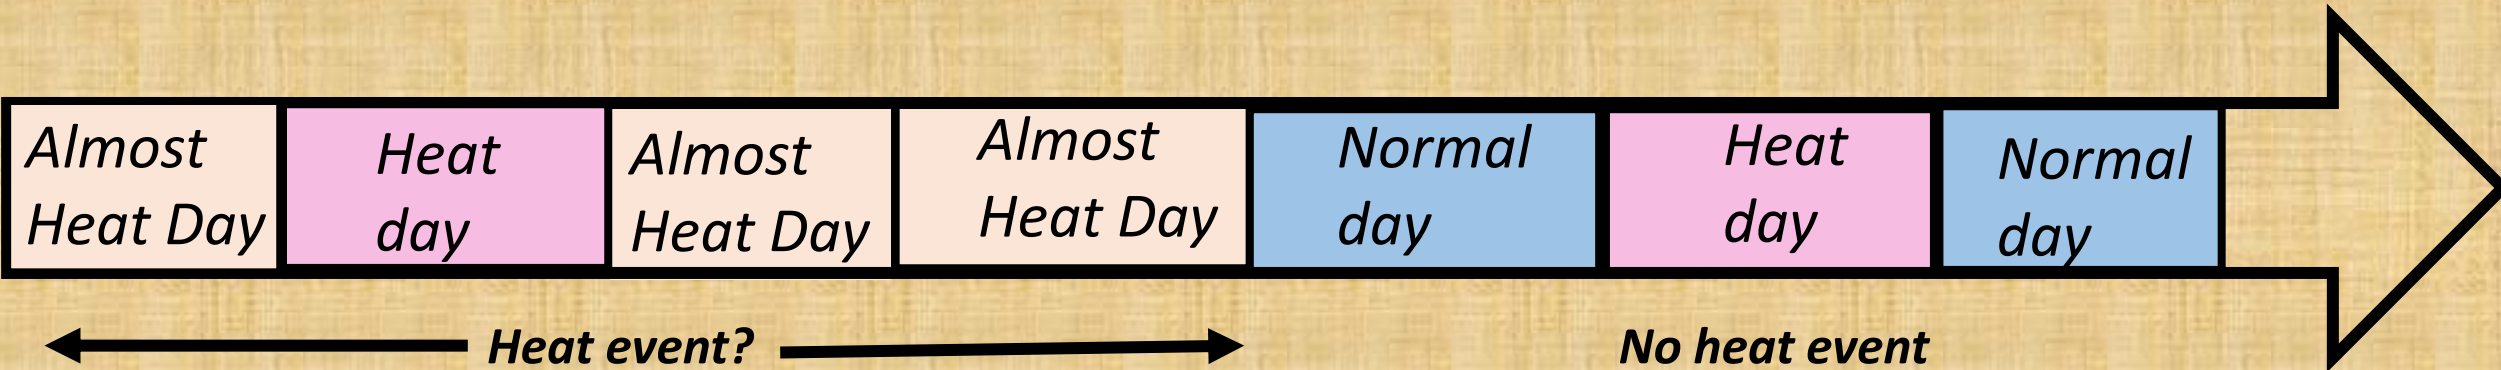 Almost
Heat Day
Heat
day
Almost
Heat Day
Almost
Heat Day
Normal
day
Heat
day
Normal
day
Heat event?
No heat event